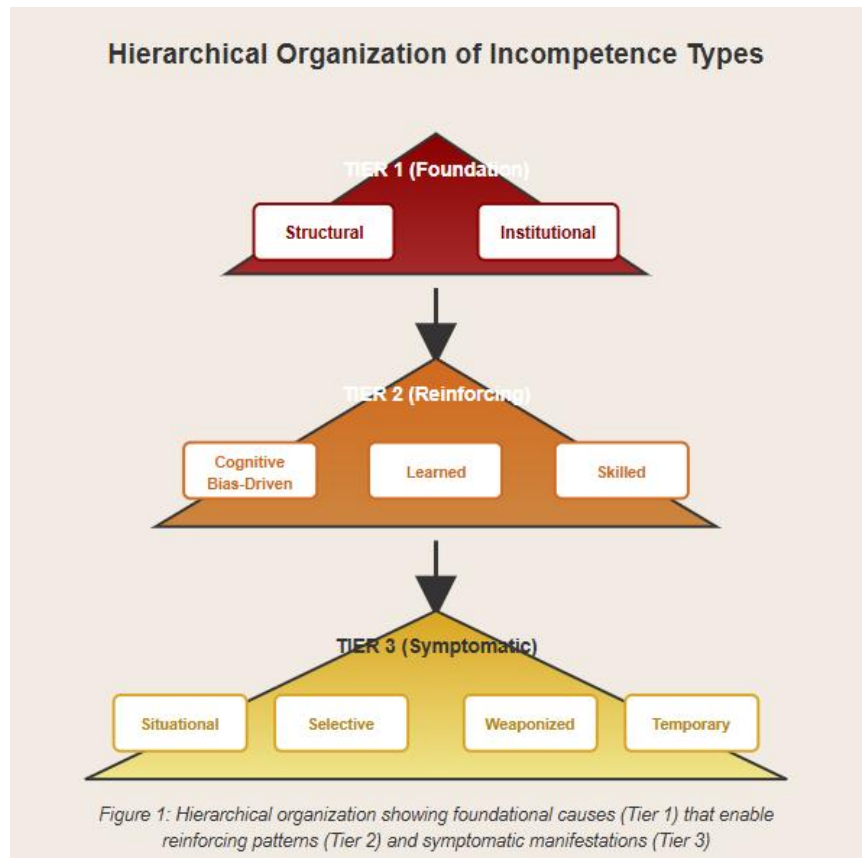 Hierarchical Organization of Incompetence Types
TIER 1 (Foundation)
Structural
Institutional
TIER 2 (Reinforcing)
Cognitive
Bias-Driven
Learned
Skilled
TIER 3 (Symptomatic)
Situational
Selective
Weaponized
Temporary
Figure 1: Hierarchical organization showing foundational causes (Tier 1) that enable
reinforcing patterns (Tier 2) and symptomatic manifestations (Tier 3)